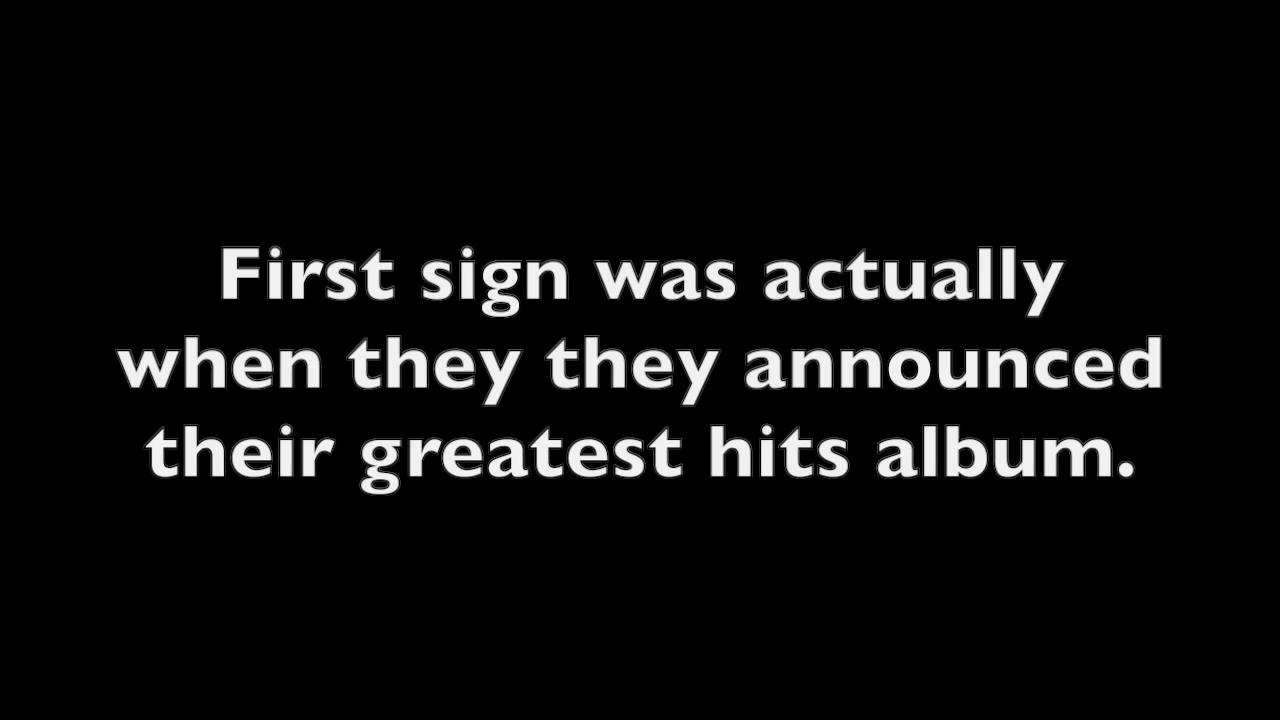 First sign was actually
when they they announced
their greatest hits album.